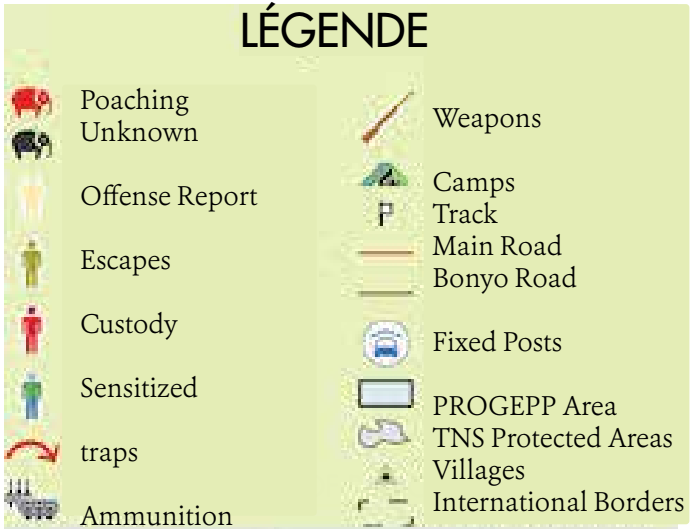 LÉGENDE
Poaching
Unknown
Offense Report
Escapes
Custody
Sensitized
traps
Ammunition
Weapons
Camps
P Track
Main Road
Bonyo Road
Fixed Posts
PROGEPP Area
TNS Protected Areas
Villages
International Borders